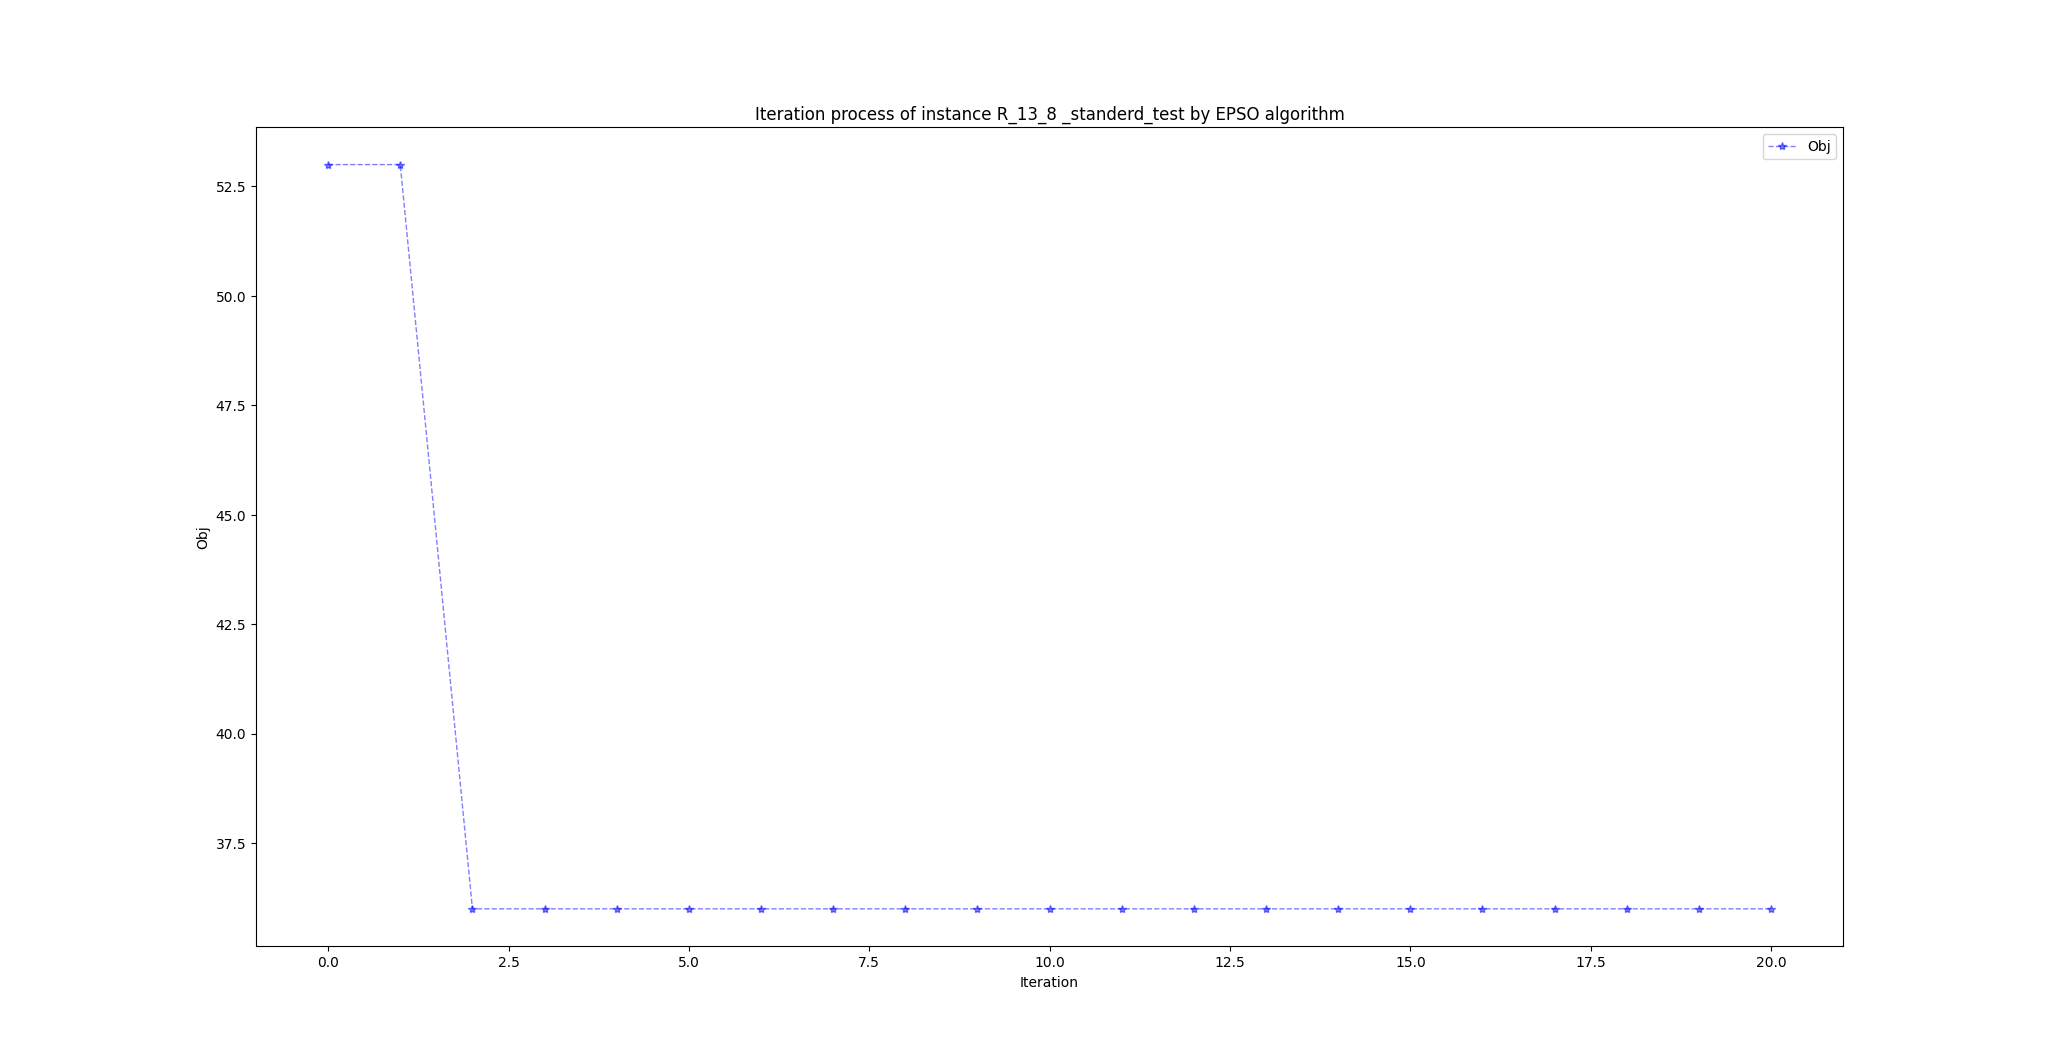 Iteration process of instance R_13_8 _standerd_test by EPSO algorithm
Obj
52.5
50.0
47.5
45.0
42.5
40.0
37.5
Obj
0.0 2.5 5.0 7.5 10.0 12.5 15.0 17.5 20.0
Iteration